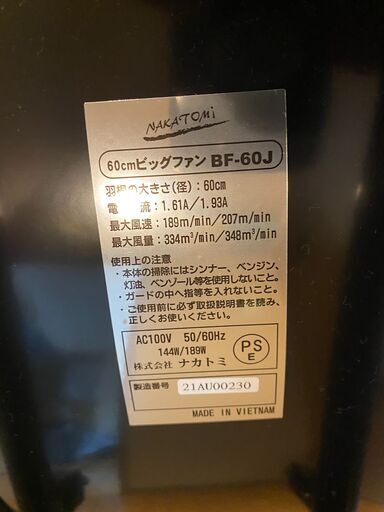 NAKATOMi
60cmビッグファン BF-60J
羽根の大きさ(径):60cm
電　　流:1.61A/1.93A
最大風速:189m/min/207m/min
最大風量:334m³/min/348m³/min
使用上の注意
・本体の掃除にはシンナー、ベンジン、
灯油、ベンゾール等を使用しないこと。
・ガードの中へ指等を入れないこと。
・ご使用前に必ず取扱説明書を読み、
正しくお使いください。
AC100V 50/60Hz
144W/189W
株式会社 ナカトミ
PS
E
製造番号 21AU00230
MADE IN VIETNAM